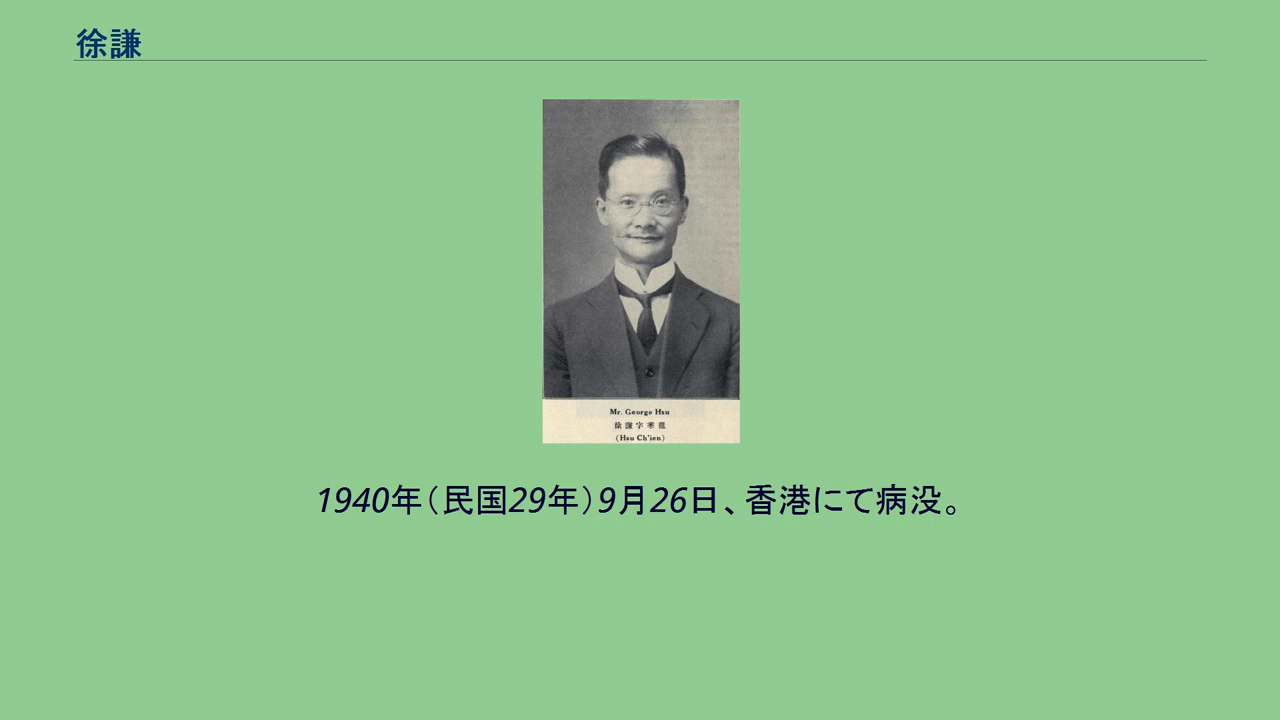 徐謙
Mr. George Hsu
徐謙字季龍
(Hsu Ch'ien)
1940年（民国29年）9月26日、香港にて病没。